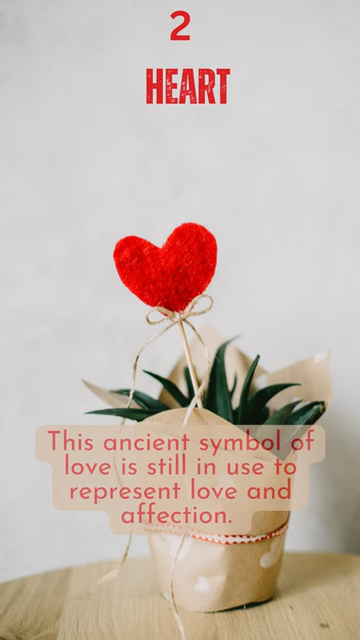 2
HEART
This ancient symbol of
love is still in use to
represent love and
affection.